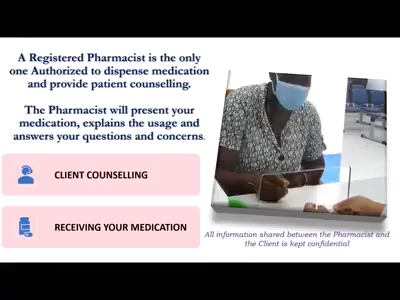 A Registered Pharmacist is the only
one Authorized to dispense medication
and provide patient counselling.
The Pharmacist will present your
medication, explains the usage and
answers your questions and concerns.
CLIENT COUNSELLING
RECEIVING YOUR MEDICATION
All information shared between the Pharmacist and
the Client is kept confidential